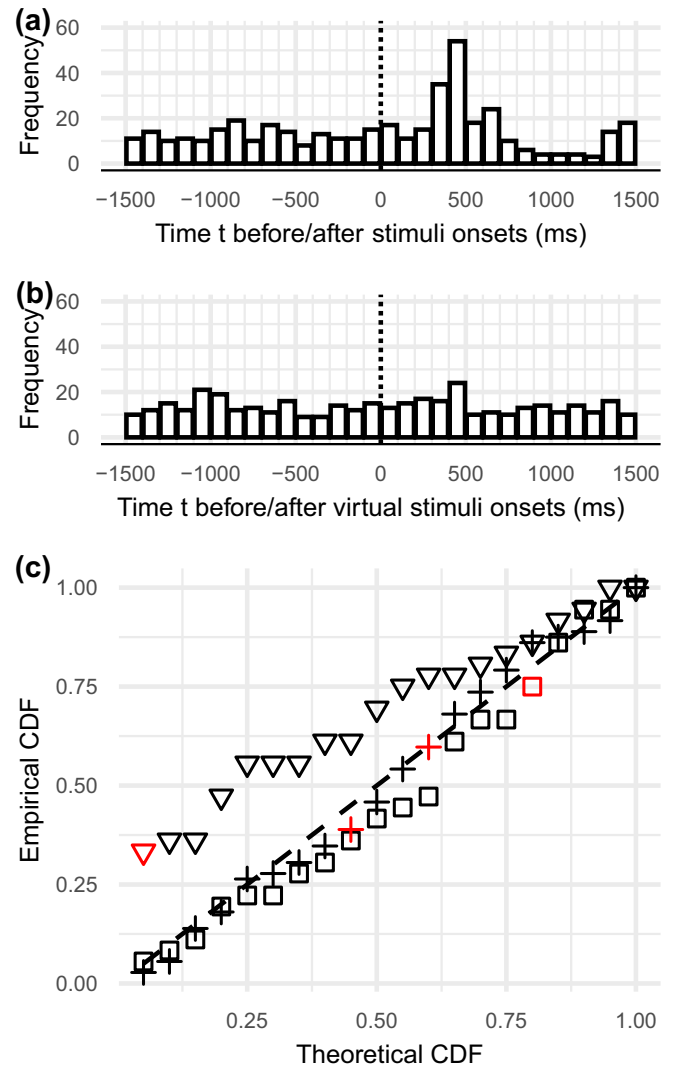 (a)
Frequency
60
40
20
0
−1500 −1000 −500 0 500 1000 1500
Time t before/after stimuli onsets (ms)
(b)
Frequency
60
40
20
0
−1500 −1000 −500 0 500 1000 1500
Time t before/after virtual stimuli onsets (ms)
(c)
Empirical CDF
1.00
0.75
0.50
0.25
0.00
0.25 0.50 0.75 1.00
Theoretical CDF